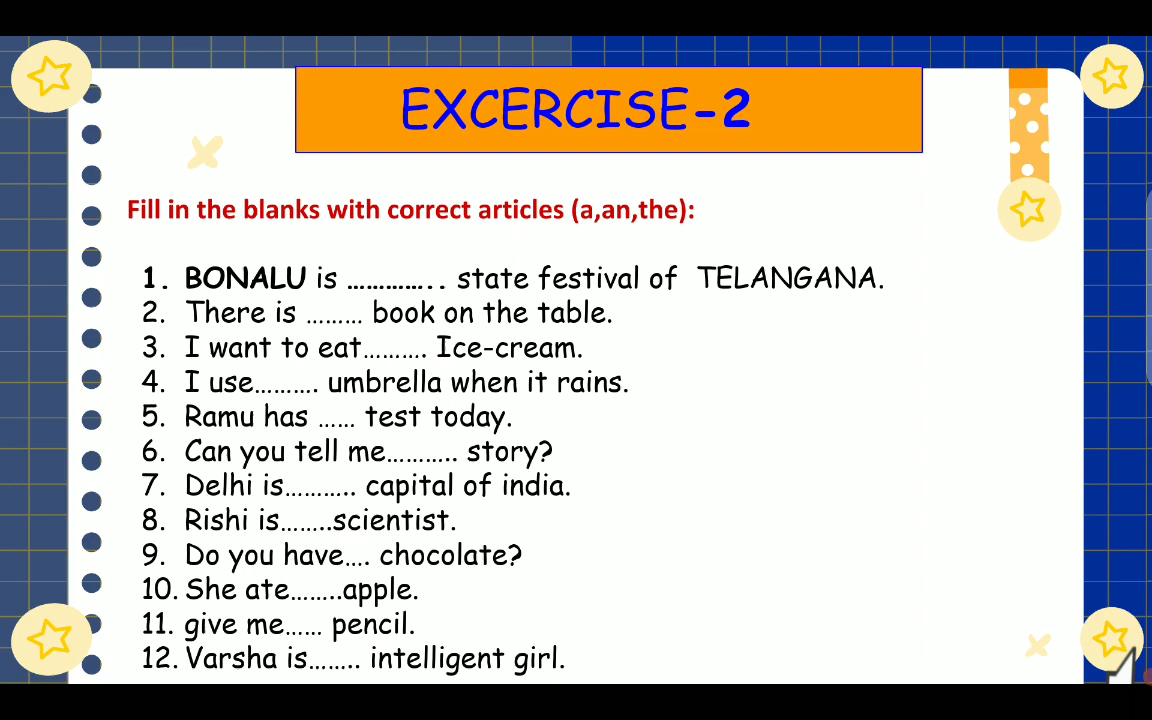 EXCERCISE-2
Fill in the blanks with correct articles (a,an,the):
1. BONALU is ………….. state festival of TELANGANA.
2. There is ……… book on the table.
3. I want to eat………. Ice-cream.
4. I use………. umbrella when it rains.
5. Ramu has …… test today.
6. Can you tell me……….. story?
7. Delhi is……….. capital of india.
8. Rishi is……..scientist.
9. Do you have…. chocolate?
10. She ate……..apple.
11. give me…… pencil.
12. Varsha is…….. intelligent girl.